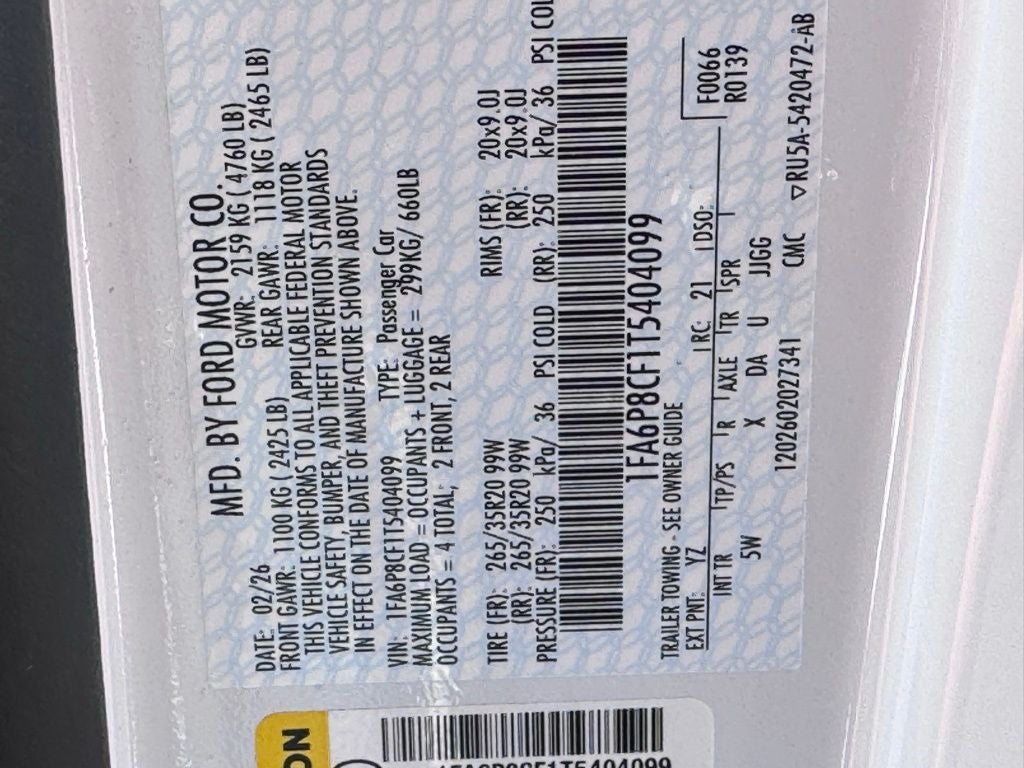 MFD. BY FORD MOTOR CO.
DATE: 02/26 GVWR: 2159 KG ( 4760 LB)
FRONT GAWR: 1100 KG ( 2425 LB) REAR GAWR: 1118 KG ( 2465 LB)
THIS VEHICLE CONFORMS TO ALL APPLICABLE FEDERAL MOTOR
VEHICLE SAFETY, BUMPER, AND THEFT PREVENTION STANDARDS
IN EFFECT ON THE DATE OF MANUFACTURE SHOWN ABOVE.
VIN: 1FA6P8CF1T5404099 TYPE: Passenger Car
MAXIMUM LOAD = OCCUPANTS + LUGGAGE = 299KG/ 660LB
OCCUPANTS = 4 TOTAL; 2 FRONT, 2 REAR
TIRE (FR): 265/35R20 99W RIMS (FR): 20x9.0J
(RR): 265/35R20 99W (RR): 20x9.0J
PRESSURE (FR): 250 kPa/ 36 PSI COLD (RR): 250 kPa/ 36 PSI COL
1FA6P8CF1T5404099
TRAILER TOWING - SEE OWNER GUIDE F0066
EXT PNT: YZ RC: 21 DSO: R0139
INT TR TP/PS R AXLE TR SPR
5W X DA U JJGG
120260202734​1 CMC ▽RU5A-5420472-AB
ON